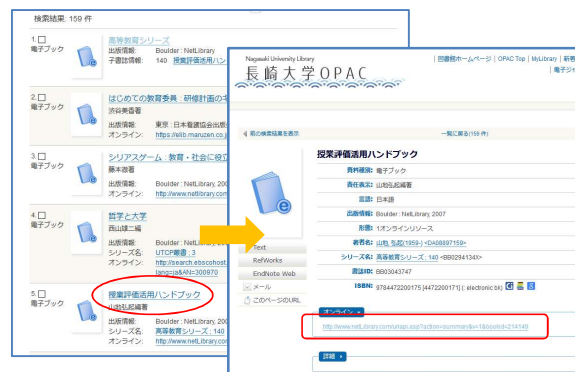 検索結果: 159 件
1.
電子ブック
高等教育シリーズ
出版情報: Boulder : NetLibrary
子書誌情報: 140 授業評価活用ハン
2.
電子ブック
はじめての教育委員 : 研修計画の
渋谷美香著
出版情報: 東京 : 日本看護協会出版
オンライン: https://elib.maruzen.co.j
3.
電子ブック
シリアスゲーム : 教育・社会に役立
藤本徹著
出版情報: Boulder : NetLibrary, 200
オンライン: http://www.netlibrary.com
4.
電子ブック
哲学と大学
西山雄二編
出版情報: Boulder : NetLibrary, 200
シリーズ名: UTCP叢書 ; 3
オンライン: http://search.ebscohost.
lang=ja&AN=300970
5.
電子ブック
授業評価活用ハンドブック
山地弘起編著
出版情報: Boulder : NetLibrary, 200
シリーズ名: 高等教育シリーズ ; 140
オンライン: http://www.netlibrary.com
Nagasaki University Library
長崎大学OPAC
| 図書館ホームページ | OPAC Top | MyLibrary | 新着
| 電子ジャ
前の検索結果を表示
一覧に戻る(159 件)
授業評価活用ハンドブック
資料種別: 電子ブック
責任表示: 山地弘起編著
言語: 日本語
出版情報: Boulder : NetLibrary, 2007
形態: 1オンラインリソース
著者名: 山地, 弘起(1959-) <DA08897159>
シリーズ名: 高等教育シリーズ ; 140 <BB02941340>
書誌ID: BB03043747
ISBN: 9784472200175 [4472200171] (: electronic bk)
Text
RefWorks
EndNote Web
メール
このページのURL
オンライン
http://www.netLibrary.com/urlapi.asp?action=summary&v=1&bookid=214149
詳細